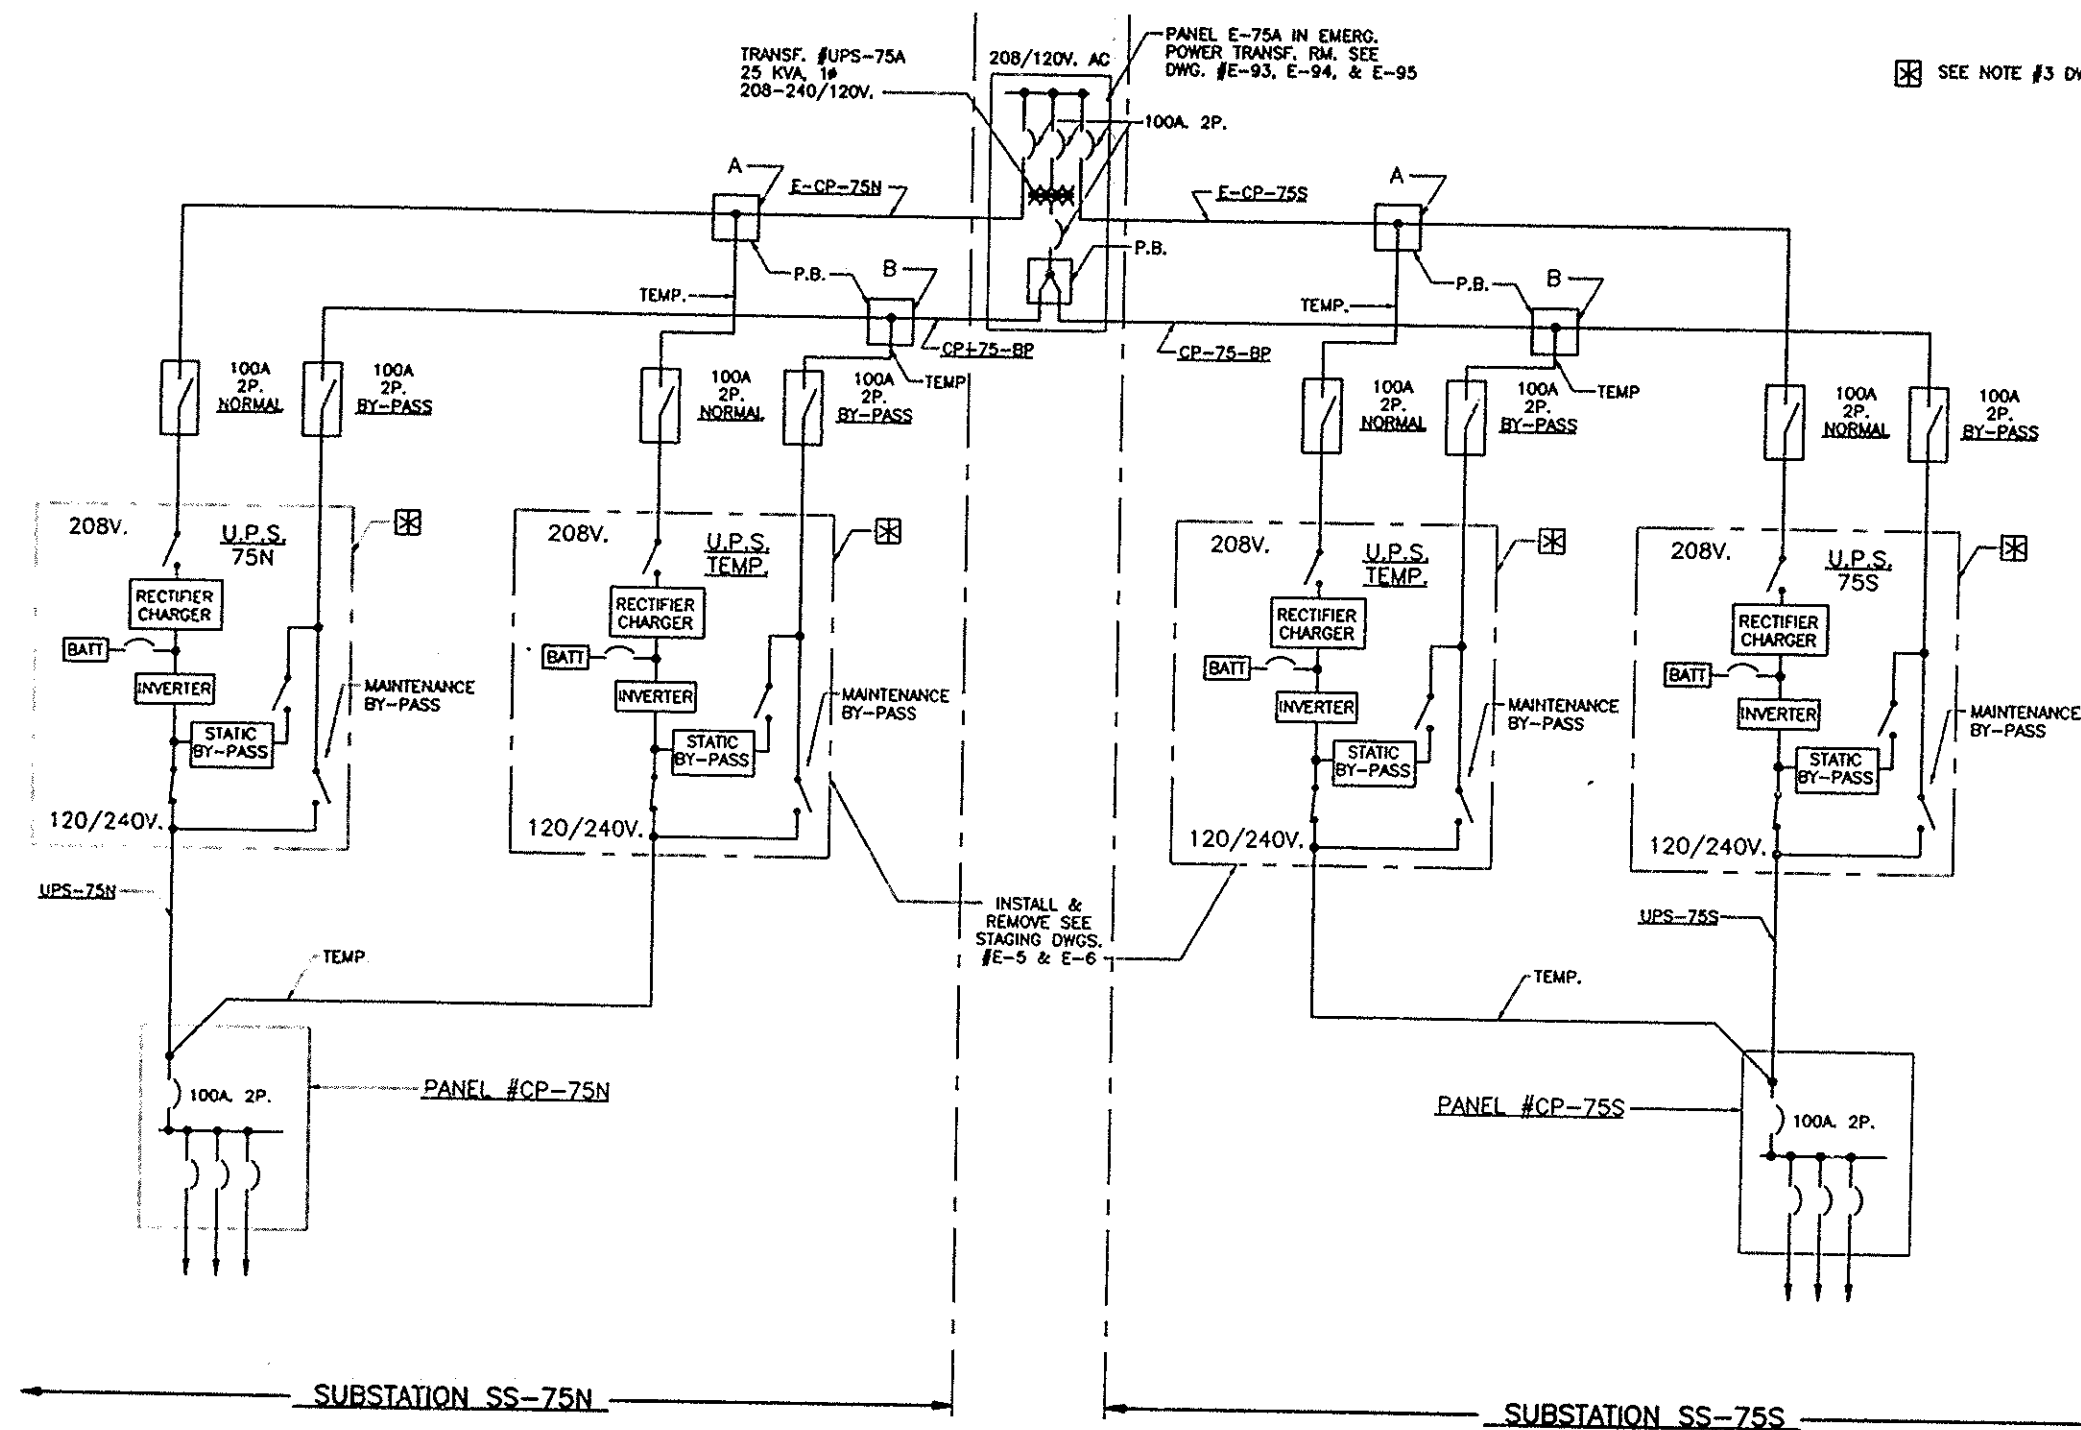 TRANSF. #UPS-75A
25 KVA, 1ϕ
208-240/120V.
208/120V. AC
PANEL E-75A IN EMERG.
POWER TRANSF. RM. SEE
DWG. #E-93, E-94, & E-95
SEE NOTE #3
100A. 2P.
A
E-CP-75N
E-CP-75S
A
P.B.
P.B.
B
TEMP.
P.B.
B
TEMP.
CP-75-BP
CP-75-BP
TEMP
TEMP
100A
2P.
NORMAL
100A
2P.
BY-PASS
100A
2P.
NORMAL
100A
2P.
BY-PASS
100A
2P.
NORMAL
100A
2P.
BY-PASS
100A
2P.
NORMAL
100A
2P.
BY-PASS
208V.
U.P.S.
75N
RECTIFIER
CHARGER
BATT
INVERTER
STATIC
BY-PASS
MAINTENANCE
BY-PASS
120/240V.
208V.
U.P.S.
TEMP.
RECTIFIER
CHARGER
BATT
INVERTER
STATIC
BY-PASS
MAINTENANCE
BY-PASS
120/240V.
208V.
U.P.S.
TEMP.
RECTIFIER
CHARGER
BATT
INVERTER
STATIC
BY-PASS
MAINTENANCE
BY-PASS
120/240V.
208V.
U.P.S.
75S
RECTIFIER
CHARGER
BATT
INVERTER
STATIC
BY-PASS
MAINTENANCE
BY-PASS
120/240V.
UPS-75N
INSTALL &
REMOVE SEE
STAGING DWGS.
#E-5 & E-6
UPS-75S
TEMP.
TEMP.
100A. 2P.
PANEL #CP-75N
PANEL #CP-75S
100A. 2P.
SUBSTATION SS-75N
SUBSTATION SS-75S